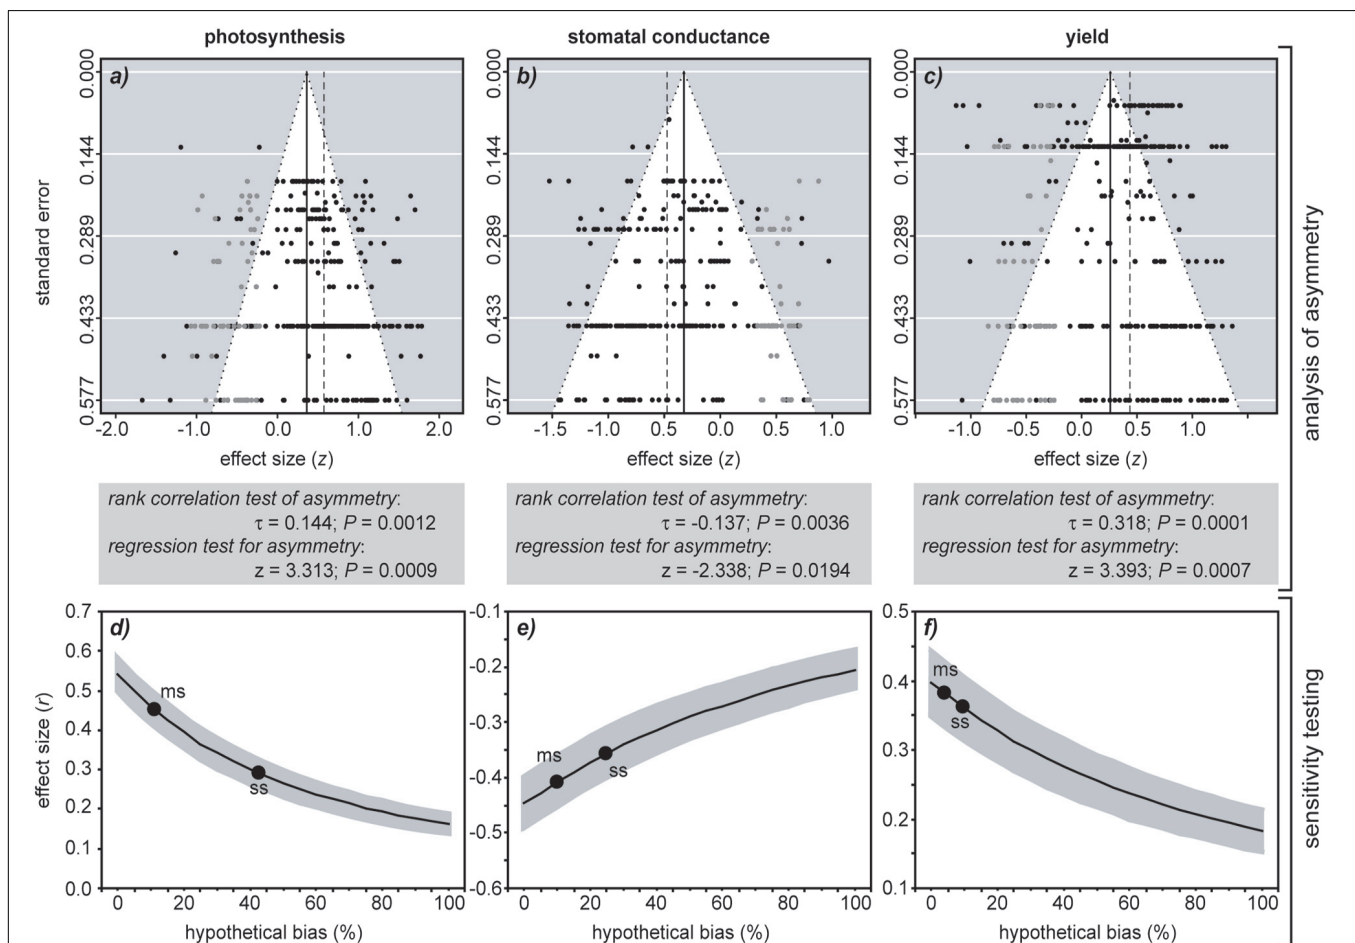 photosynthesis
stomatal conductance
yield
a)
b)
c)
standard error
0.000
0.144
0.289
0.433
0.577
0.000
0.144
0.289
0.433
0.577
0.000
0.144
0.289
0.433
0.577
-2.0 -1.0 0.0 1.0 2.0
-1.5 -1.0 -0.5 0.0 0.5 1.0
-1.0 -0.5 0.0 0.5 1.0
effect size (z)
effect size (z)
effect size (z)
analysis of asymmetry
rank correlation test of asymmetry:
τ = 0.144; P = 0.0012
regression test for asymmetry:
z = 3.313; P = 0.0009
rank correlation test of asymmetry:
τ = -0.137; P = 0.0036
regression test for asymmetry:
z = -2.338; P = 0.0194
rank correlation test of asymmetry:
τ = 0.318; P = 0.0001
regression test for asymmetry:
z = 3.393; P = 0.0007
d)
effect size (r)
0.7
0.6
0.5
0.4
0.3
0.2
0.1
0.0
ms
ss
0 20 40 60 80 100
hypothetical bias (%)
e)
-0.1
-0.2
-0.3
-0.4
-0.5
-0.6
ms
ss
0 20 40 60 80 100
hypothetical bias (%)
f)
0.5
0.4
0.3
0.2
0.1
ms
ss
0 20 40 60 80 100
hypothetical bias (%)
sensitivity testing